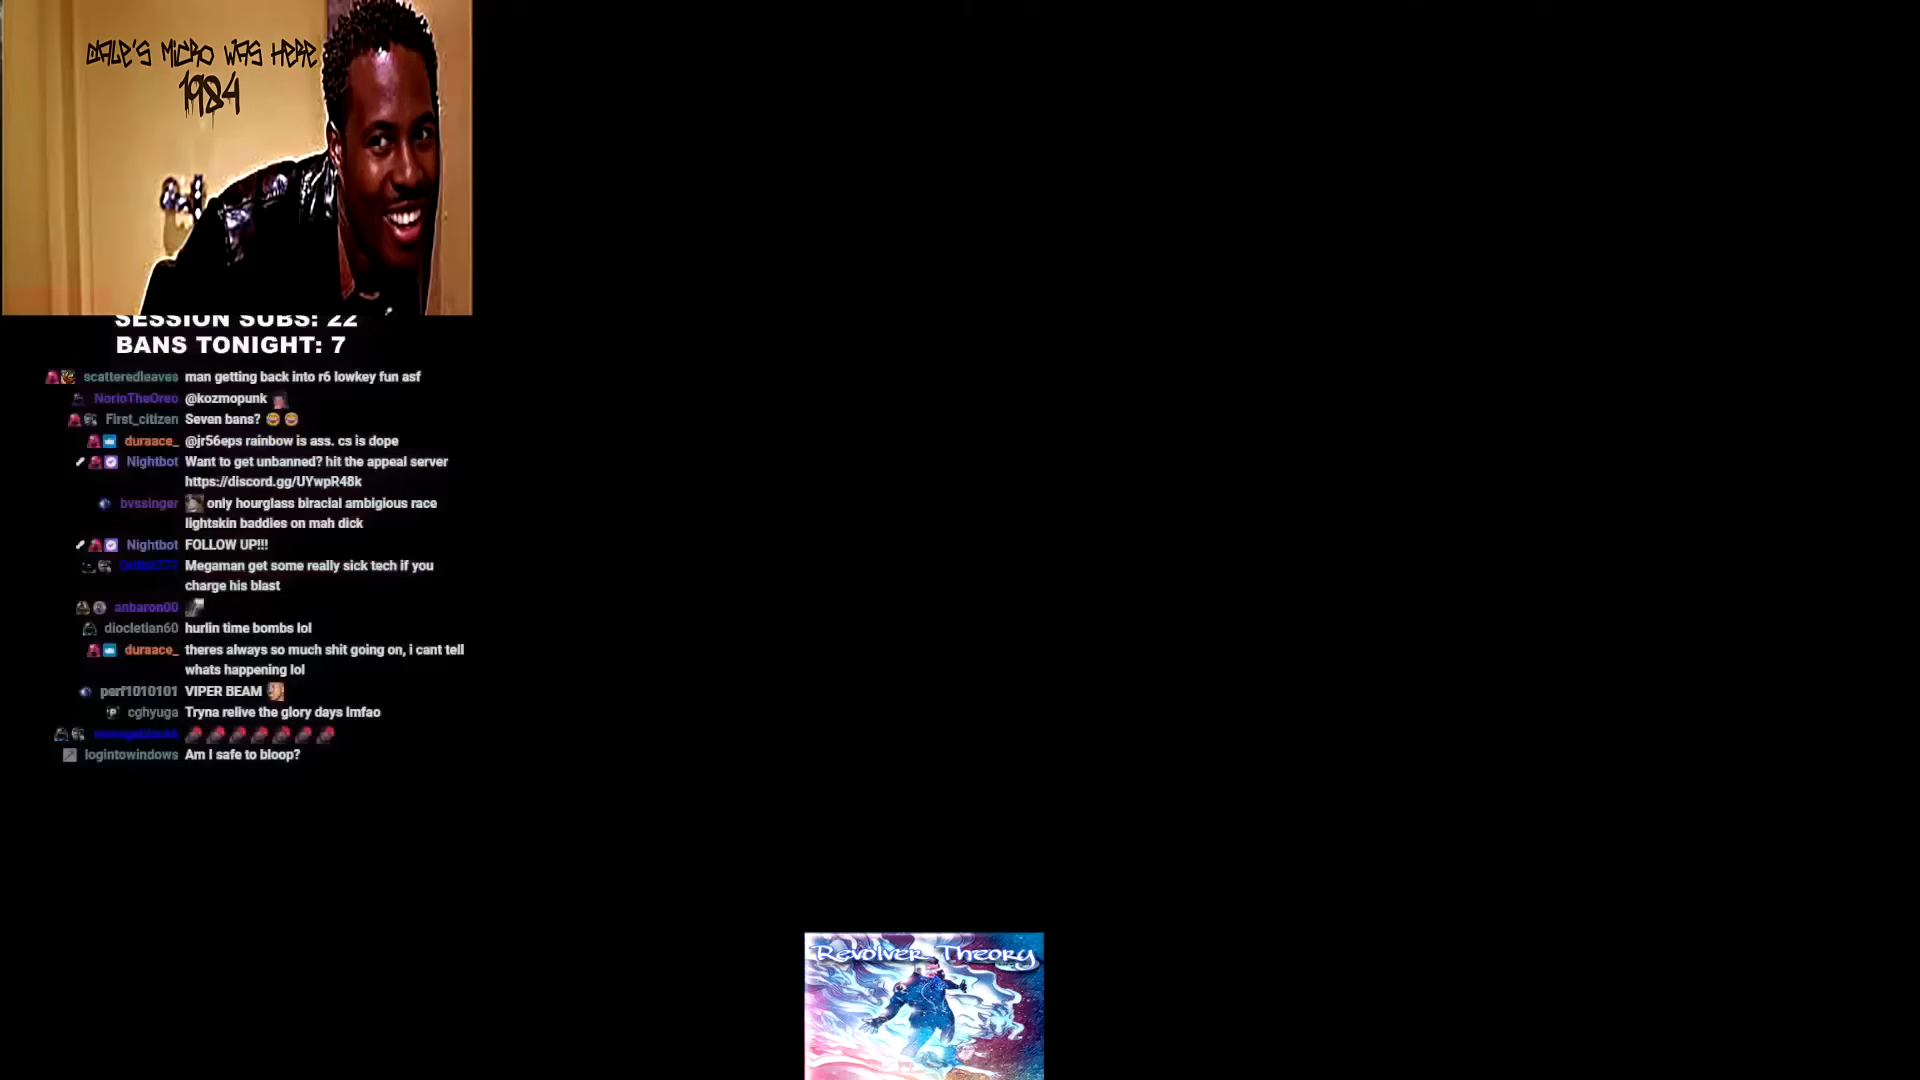 DALE'S MICRO WAS HERE
1984
SESSION SUBS: 22
BANS TONIGHT: 7
scatteredleaves man getting back into r6 lowkey fun asf
NorioTheOreo @kozmopunk
First_citizen Seven bans?
duraace_ @jr56eps rainbow is ass. cs is dope
Nightbot Want to get unbanned? hit the appeal server
https://discord.gg/UYwpR48k
bvssinger only hourglass biracial ambigious race
lightskin baddies on mah dick
Nightbot FOLLOW UP!!!
Megaman get some really sick tech if you
charge his blast
anbaron00
diocletian60 hurlin time bombs lol
duraace_ theres always so much shit going on, i cant tell
whats happening lol
perf1010101 VIPER BEAM
cghyuga Tryna relive the glory days lmfao
logintowindows Am I safe to bloop?
Revolver Theory